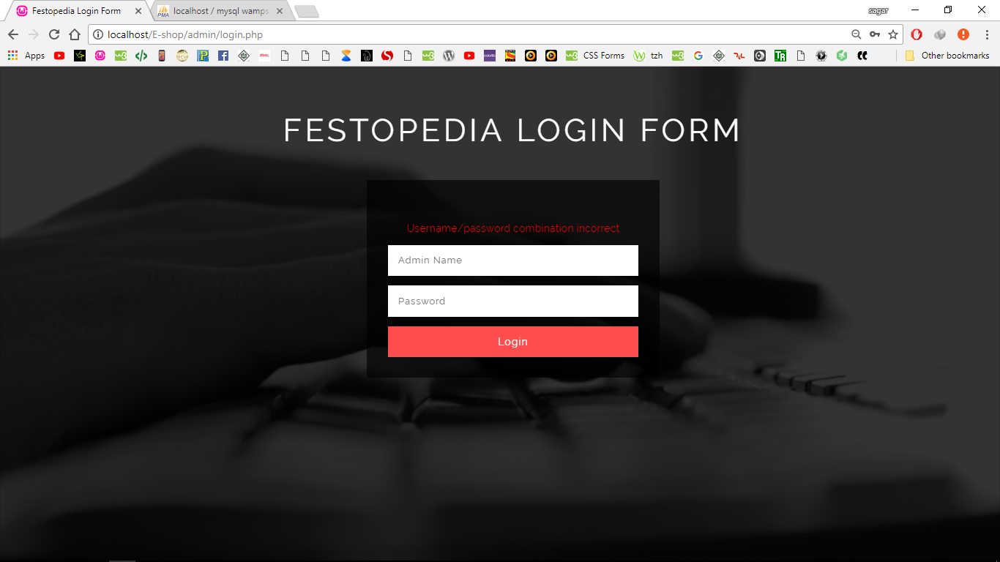 Festopedia Login Form
localhost / mysql wamps
sagar
localhost/E-shop/admin/login.php
Apps
CSS Forms
tzh
Other bookmarks
FESTOPEDIA LOGIN FORM
Username/password combination incorrect
Admin Name
Password
Login